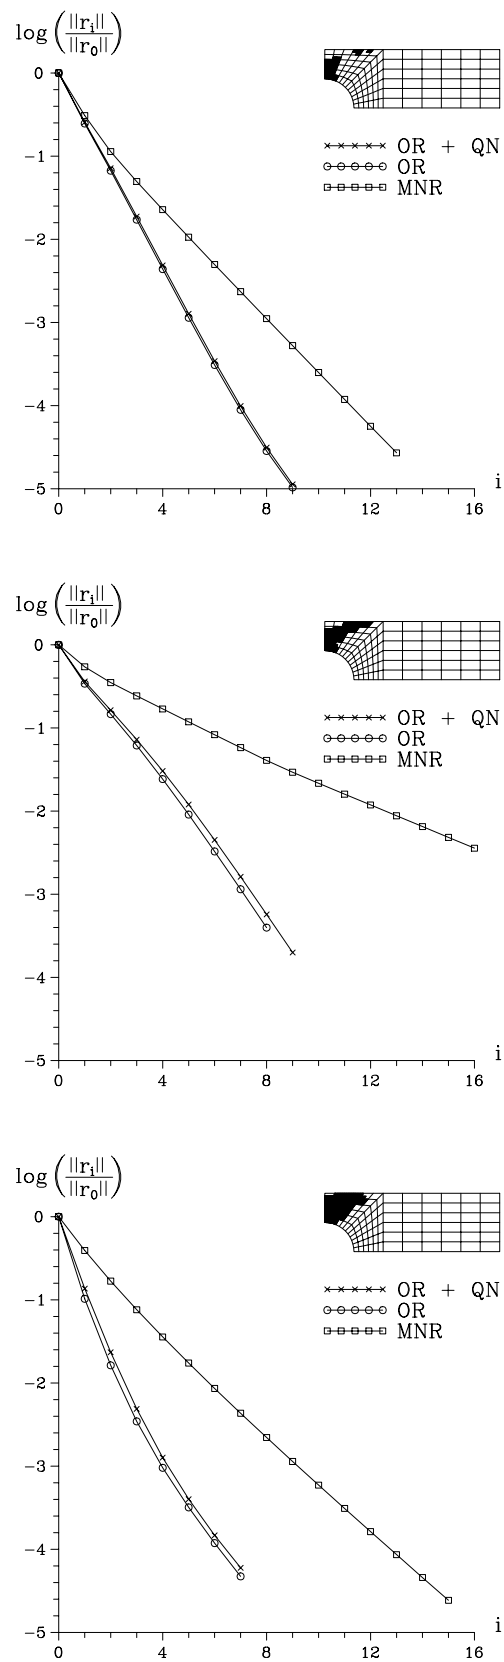 log (||r_i|| / ||r_0||)
0
OR + QN
OR
MNR
-1
-2
-3
-4
-5
i
0 4 8 12 16
log (||r_i|| / ||r_0||)
0
OR + QN
OR
MNR
-1
-2
-3
-4
-5
i
0 4 8 12 16
log (||r_i|| / ||r_0||)
0
OR + QN
OR
MNR
-1
-2
-3
-4
-5
i
0 4 8 12 16